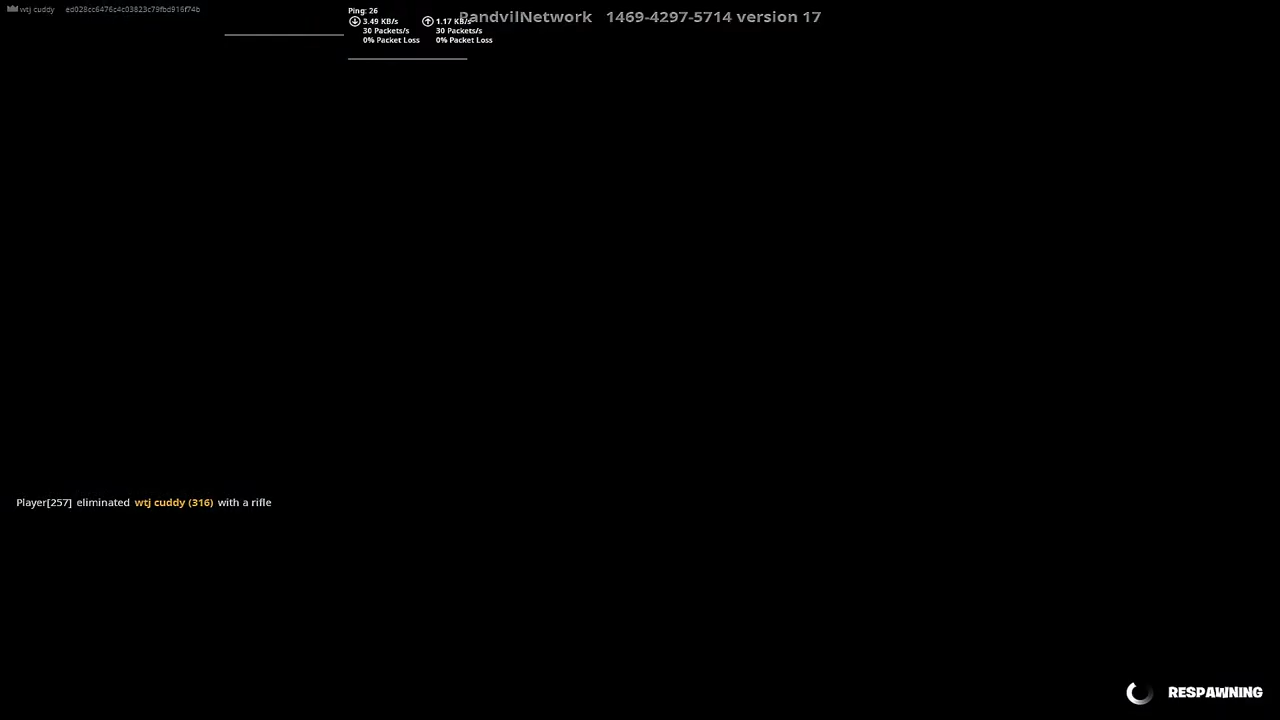 wtj cuddy ed028cc6476c4c03823c79fbd916f74b
Ping: 26
3.49 KB/s 1.17 KB/s
30 Packets/s 30 Packets/s
0% Packet Loss 0% Packet Loss
PandvilNetwork 1469-4297-5714 version 17
Player[257] eliminated wtj cuddy (316) with a rifle
RESPAWNING